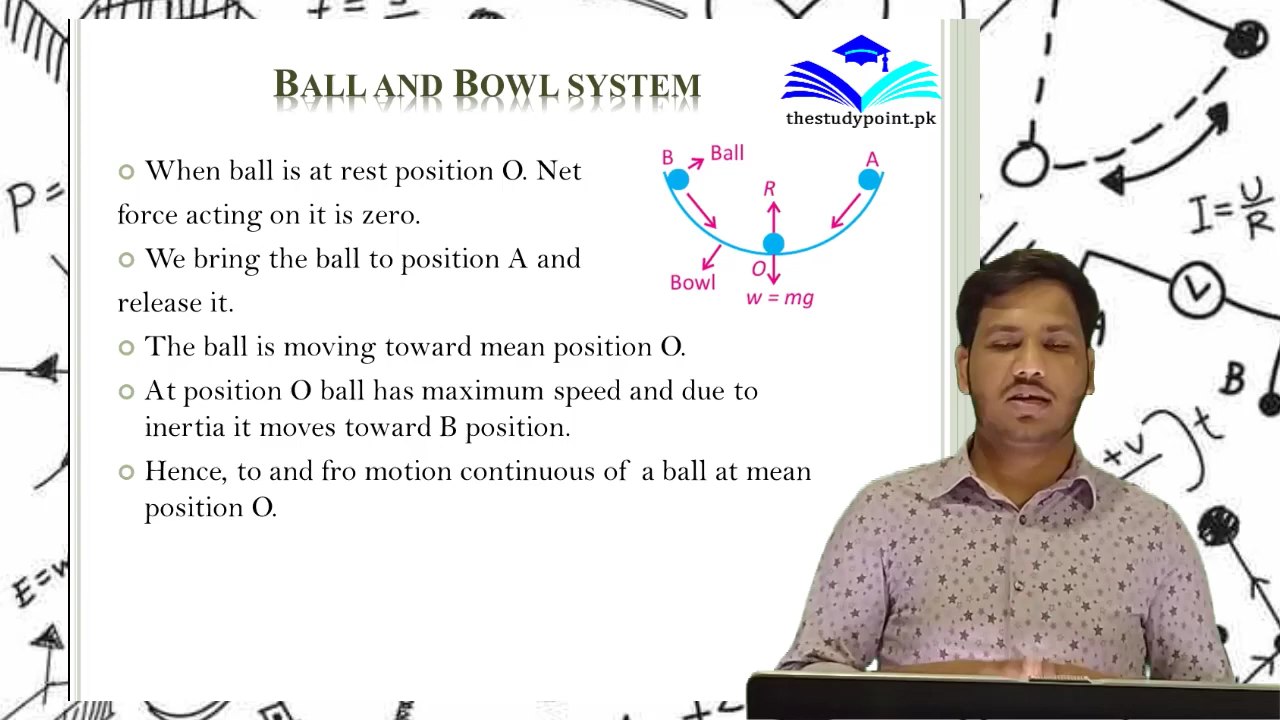 BALL AND BOWL SYSTEM
thestudypoint.pk
When ball is at rest position O. Net
force acting on it is zero.
We bring the ball to position A and
release it.
The ball is moving toward mean position O.
At position O ball has maximum speed and due to
inertia it moves toward B position.
Hence, to and fro motion continuous of a ball at mean
position O.
B
Ball
A
R
O
Bowl
w = mg
P=
E=
I=U/R
V
A
B
+v
)t